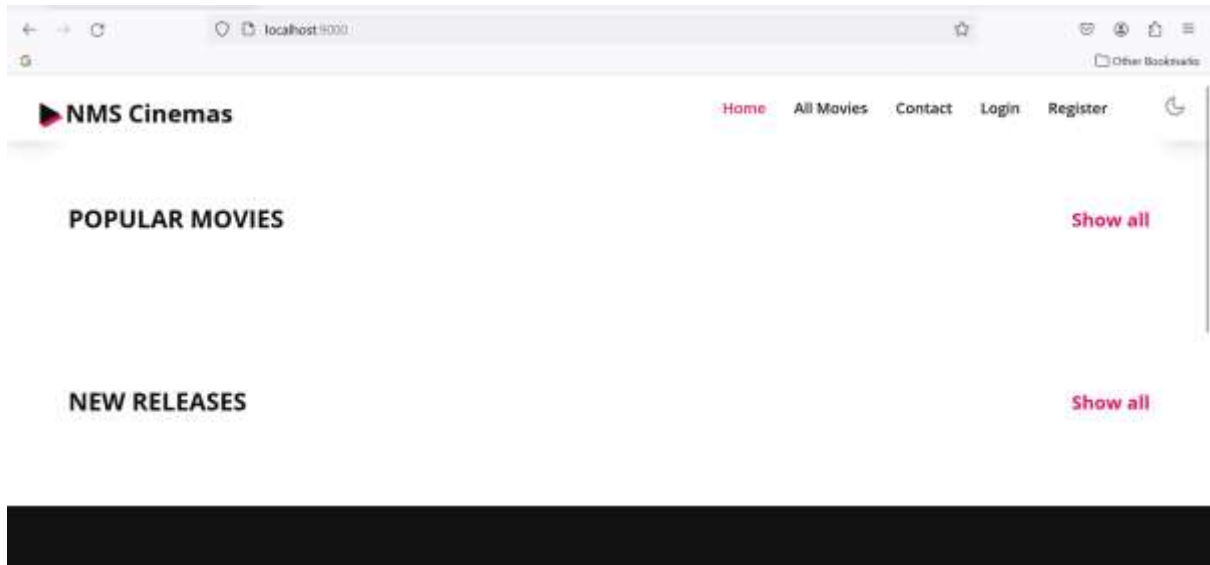 localhost:9000
Other Bookmarks
NMS Cinemas
Home All Movies Contact Login Register
POPULAR MOVIES Show all
NEW RELEASES Show all